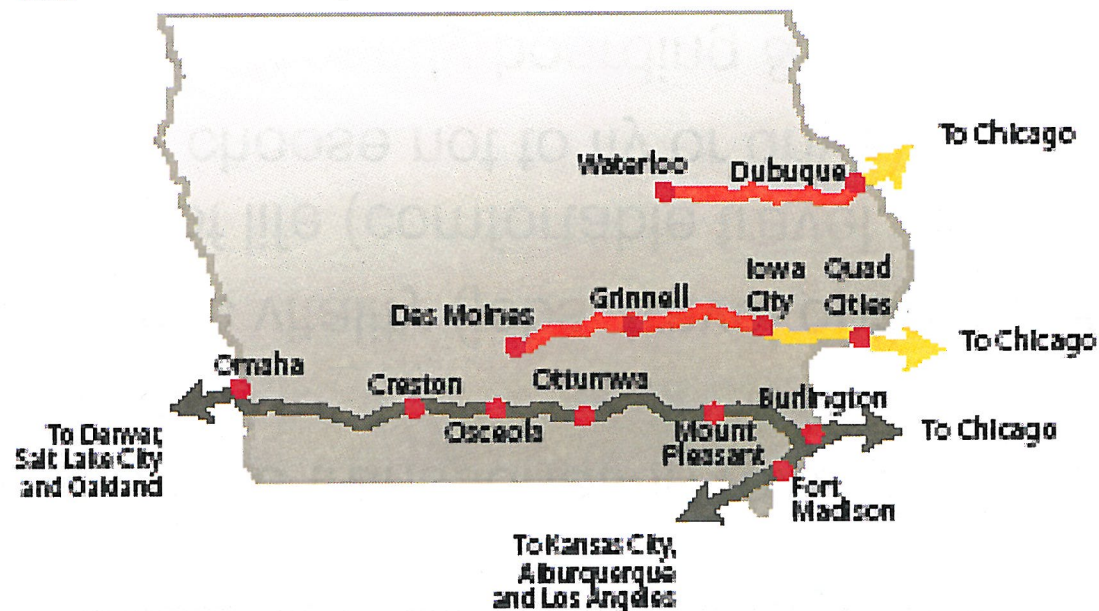 To Chicago
Waterloo
Dubuque
Iowa City
Quad Cities
Grinnell
Des Moines
To Chicago
Omaha
Creston
Ottumwa
Burlington
Osceola
Mount
Pleasant
To Chicago
To Denver,
Salt Lake City
and Oakland
Fort
Madison
To Kansas City,
Alburquerque
and Los Angeles